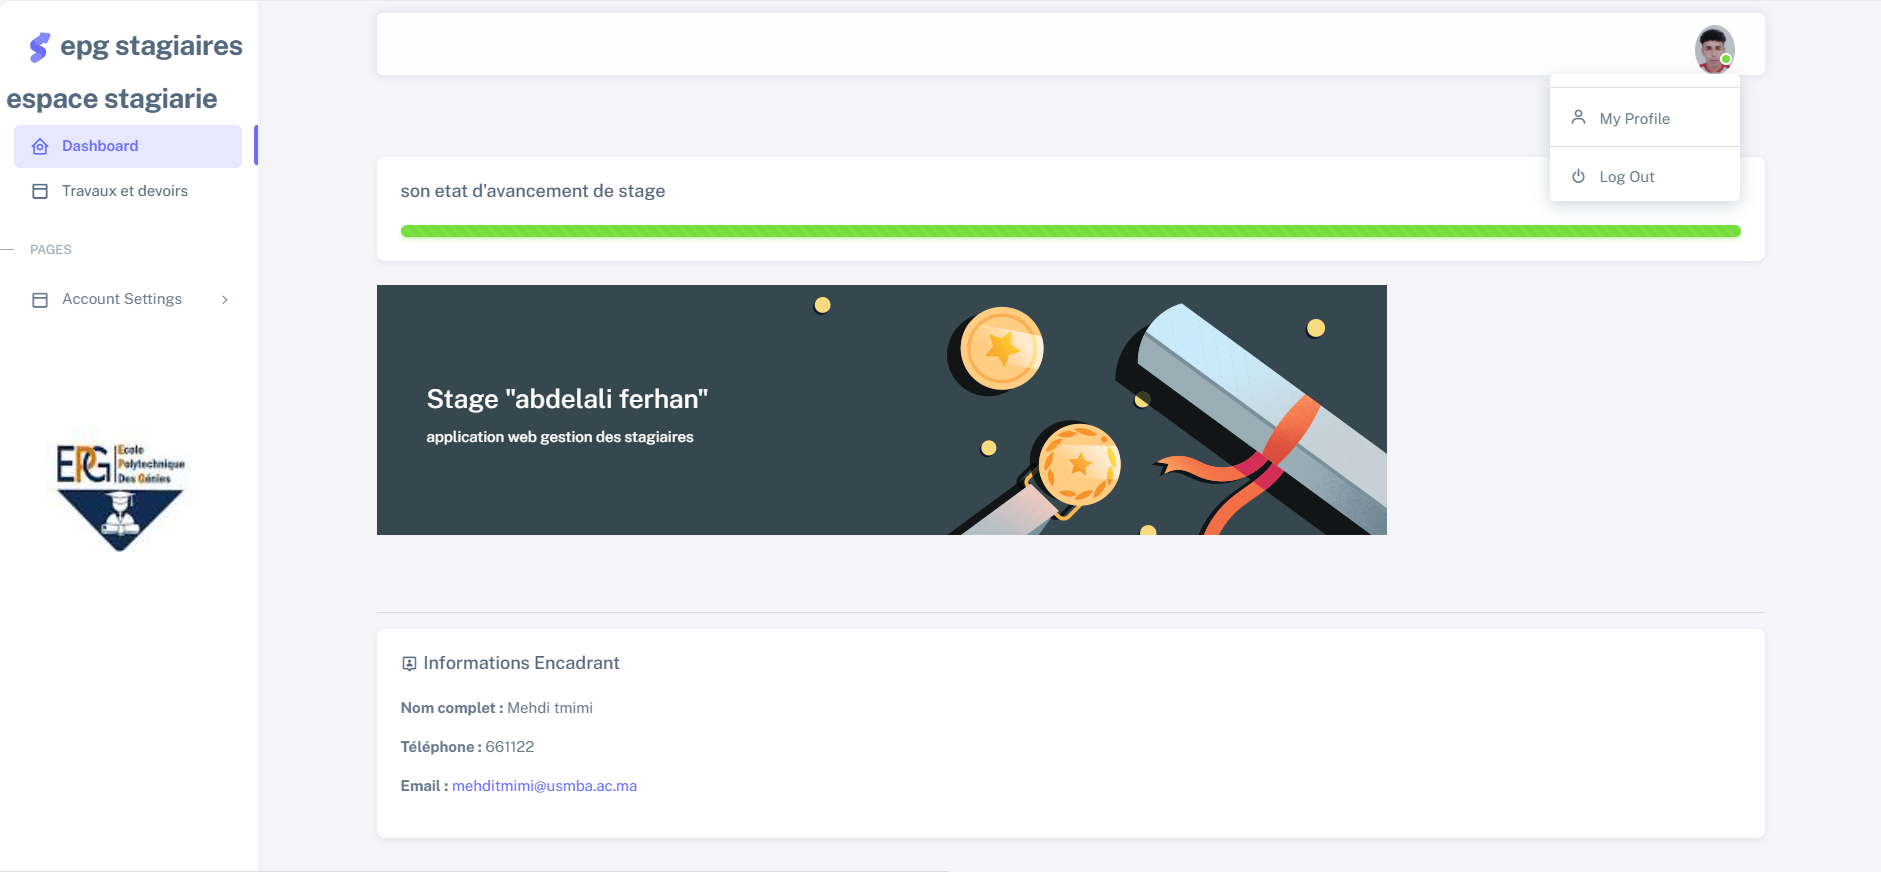 epg stagiaires
espace stagiarie
Dashboard
Travaux et devoirs
PAGES
Account Settings
EPG
Ecole
Polytechnique
Des Génies
My Profile
Log Out
son etat d'avancement de stage
Stage "abdelali ferhan"
application web gestion des stagiaires
Informations Encadrant
Nom complet : Mehdi tmimi
Téléphone : 661122
Email : mehditmimi@usmba.ac.ma